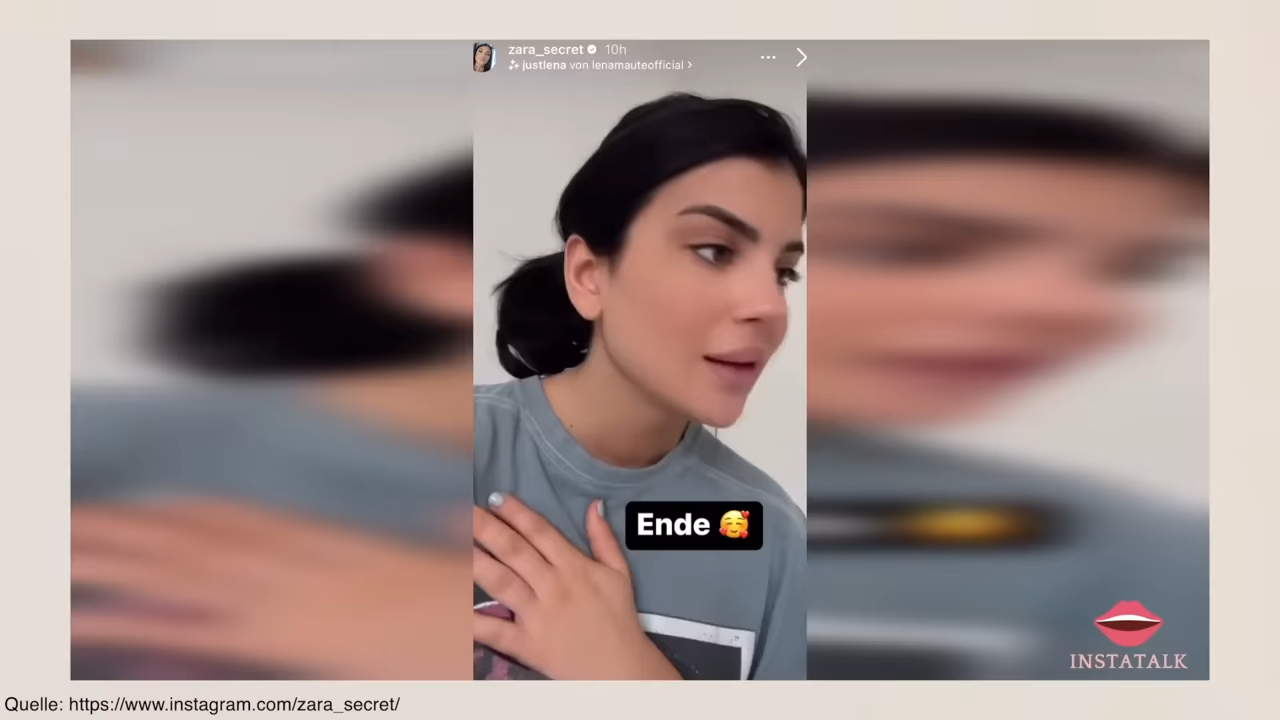 zara_secret 10h
justlena von lenamauteofficial >
Ende 🥰
INSTATALK
Quelle: https://www.instagram.com/zara_secret/